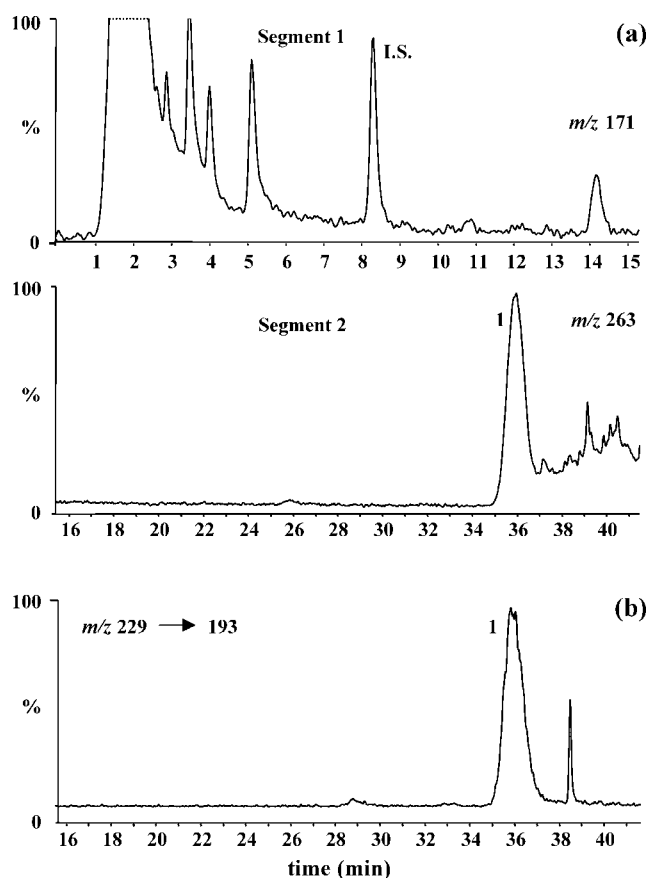 100 Segment 1 (a)
I.S.
% m/z 171
0
1 2 3 4 5 6 7 8 9 10 11 12 13 14 15
100
Segment 2 1 m/z 263
%
0
16 18 20 22 24 26 28 30 32 34 36 38 40
100 (b)
m/z 229 → 193 1
%
0
16 18 20 22 24 26 28 30 32 34 36 38 40
time (min)